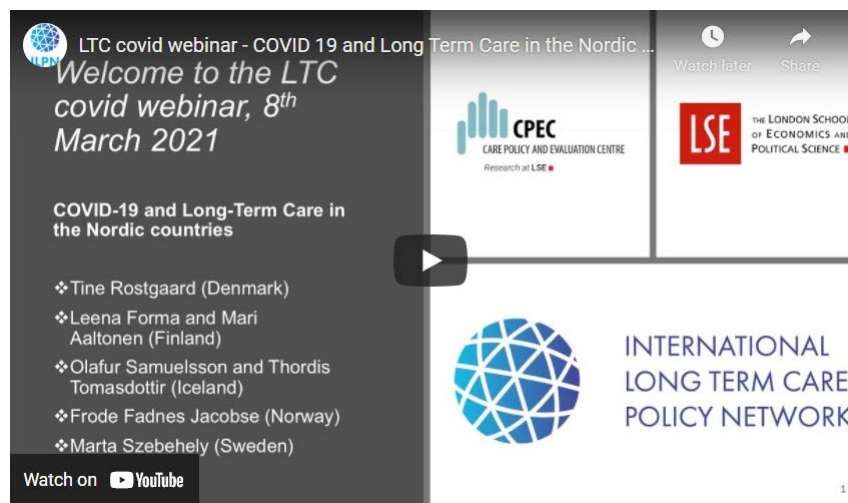 LTC covid webinar - COVID 19 and Long Term Care in the Nordic ...
Watch later
Share
ILPN
Welcome to the LTC
covid webinar, 8th
March 2021
COVID-19 and Long-Term Care in
the Nordic countries
❖Tine Rostgaard (Denmark)
❖Leena Forma and Mari
Aaltonen (Finland)
❖Olafur Samuelsson and Thordis
Tomasdottir (Iceland)
❖Frode Fadnes Jacobse (Norway)
❖Marta Szebehely (Sweden)
CPEC
CARE POLICY AND EVALUATION CENTRE
Research at LSE
LSE
THE LONDON SCHOOL
OF ECONOMICS AND
POLITICAL SCIENCE
INTERNATIONAL
LONG TERM CARE
POLICY NETWORK
Watch on YouTube
1